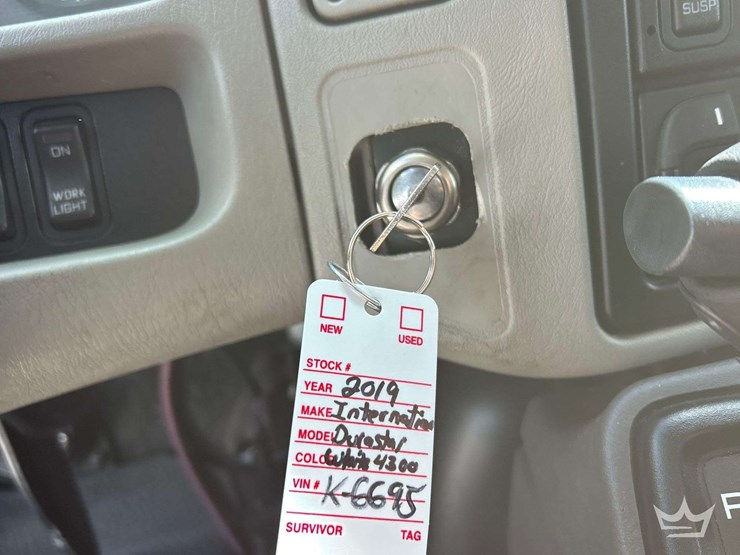 SUSP
ON
WORK
LIGHT
NEW USED
STOCK #
YEAR 2019
MAKE Internation
MODEL Durastar
COLO White 4300
VIN # K-6695
SURVIVOR TAG